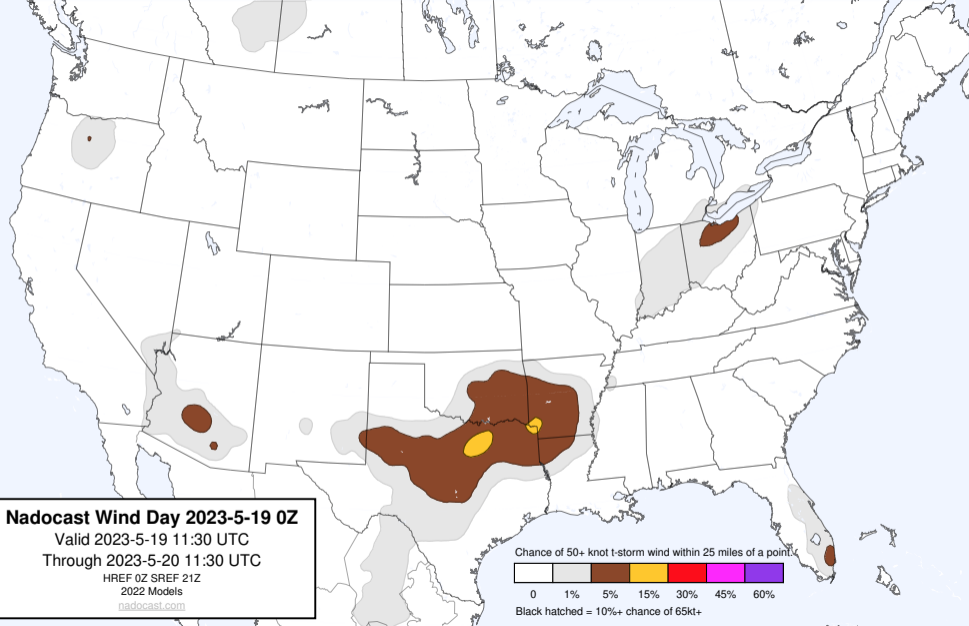 Nadocast Wind Day 2023-5-19 0Z
Valid 2023-5-19 11:30 UTC
Through 2023-5-20 11:30 UTC
HREF 0Z SREF 21Z
2022 Models
nadocast.com
Chance of 50+ knot t-storm wind within 25 miles of a point.
0 1% 5% 15% 30% 45% 60%
Black hatched = 10%+ chance of 65kt+